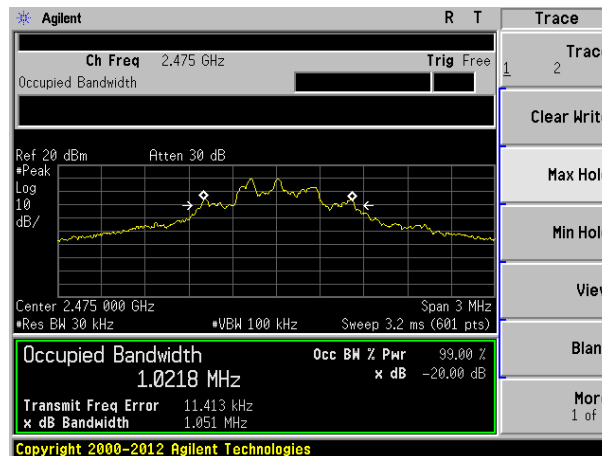 Agilent R T Trace
Ch Freq 2.475 GHz Trig Free
Occupied Bandwidth
Trac
1 2
Clear Writ
Ref 20 dBm Atten 30 dB
#Peak
Log
10
dB/
Max Hol
Min Hol
Center 2.475 000 GHz Span 3 MHz
#Res BW 30 kHz #VBW 100 kHz Sweep 3.2 ms (601 pts)
Vie
Occupied Bandwidth Occ BW % Pwr 99.00 %
1.0218 MHz x dB -20.00 dB
Blan
Transmit Freq Error 11.413 kHz
x dB Bandwidth 1.051 MHz
Mor
1 of
Copyright 2000-2012 Agilent Technologies